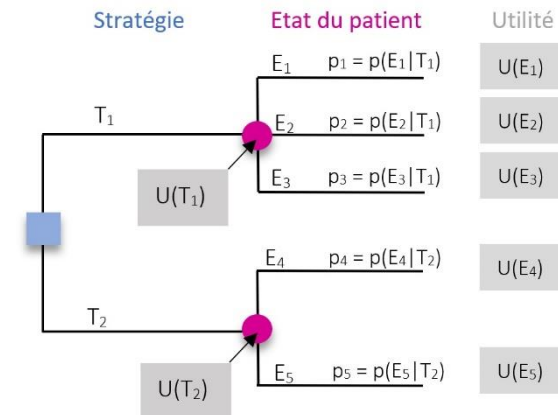 Stratégie Etat du patient Utilité
E₁ p₁ = p(E₁|T₁) U(E₁)
T₁
E₂ p₂ = p(E₂|T₁) U(E₂)
E₃ p₃ = p(E₃|T₁) U(E₃)
U(T₁)
E₄ p₄ = p(E₄|T₂) U(E₄)
T₂
E₅ p₅ = p(E₅|T₂) U(E₅)
U(T₂)